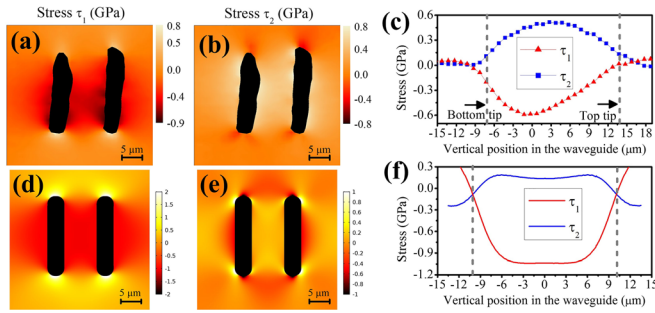 Stress τ1 (GPa)
Stress τ2 (GPa)
(a)
0.8
0.4
0.0
-0.4
-0.9
5 μm
(b)
0.8
0.4
0.0
-0.4
-0.8
5 μm
(c)
0.6
0.3
0.0
-0.3
-0.6
Stress (GPa)
τ1
τ2
Bottom tip
Top tip
-15 -12 -9 -6 -3 0 3 6 9 12 15 18
Vertical position in the waveguide (μm)
(d)
2
1.5
1
0.5
0
-0.5
-1
-1.5
-2
5 μm
(e)
1
0.8
0.6
0.4
0.2
0
-0.2
-0.4
-0.6
-0.8
-1
5 μm
(f)
0.3
0.0
-0.3
-0.6
-0.9
-1.2
Stress (GPa)
τ1
τ2
-15 -12 -9 -6 -3 0 3 6 9 12 15
Vertical position in the waveguide (μm)